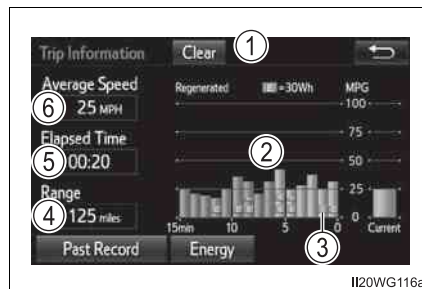 Trip Information Clear 1
Average Speed Regenerated =30Wh MPG
6 25 MPH 100
75
Elapsed Time
5 00:20 2 50
Range 25
4 125 miles 0
15min 10 5 0 Current
3
Past Record Energy
II20WG116a